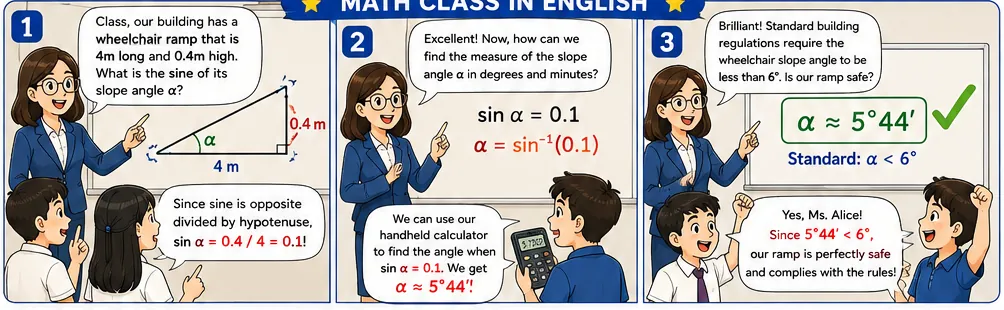 MATH CLASS IN ENGLISH
1
Class, our building has a
wheelchair ramp that is
4m long and 0.4m high.
What is the sine of its
slope angle α?
α
0.4 m
4 m
Since sine is opposite
divided by hypotenuse,
sin α = 0.4 / 4 = 0.1!
2
Excellent! Now, how can we
find the measure of the slope
angle α in degrees and minutes?
sin α = 0.1
α = sin⁻¹(0.1)
We can use our
handheld calculator
to find the angle when
sin α = 0.1. We get
α ≈ 5°44′!
3
Brilliant! Standard building
regulations require the
wheelchair slope angle to be
less than 6°. Is our ramp safe?
α ≈ 5°44′
Standard: α < 6°
Yes, Ms. Alice!
Since 5°44′ < 6°,
our ramp is perfectly safe
and complies with the rules!